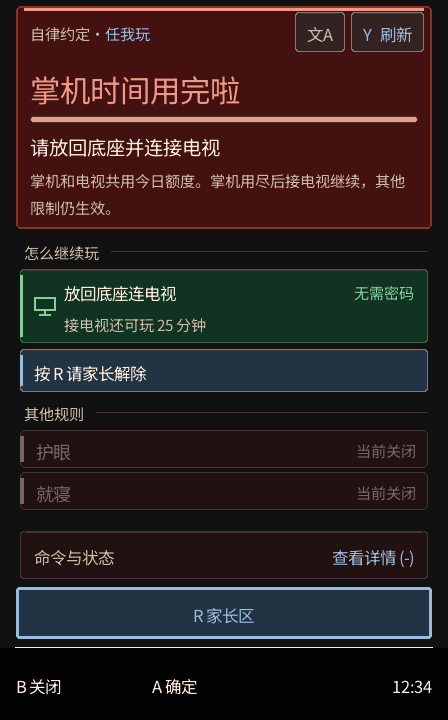 自律约定·任我玩
文A
Y 刷新
掌机时间用完啦
请放回底座并连接电视
掌机和电视共用今日额度。掌机用尽后接电视继续，其他
限制仍生效。
怎么继续玩
放回底座连电视
无需密码
接电视还可玩 25 分钟
按 R 请家长解除
其他规则
护眼
当前关闭
就寝
当前关闭
命令与状态
查看详情 (-)
R 家长区
B 关闭
A 确定
12:34